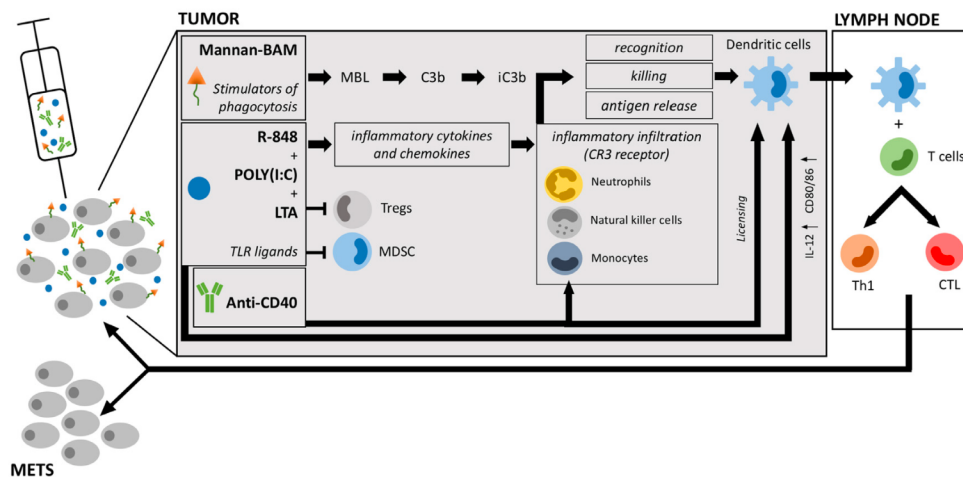 TUMOR
LYMPH NODE
Mannan-BAM
Stimulators of
phagocytosis
MBL
C3b
iC3b
recognition
killing
antigen release
Dendritic cells
R-848
+
POLY(I:C)
+
LTA
TLR ligands
inflammatory cytokines
and chemokines
Tregs
MDSC
inflammatory infiltration
(CR3 receptor)
Neutrophils
Natural killer cells
Monocytes
Licensing
IL-12
CD80/86
Anti-CD40
+
T cells
Th1
CTL
METS